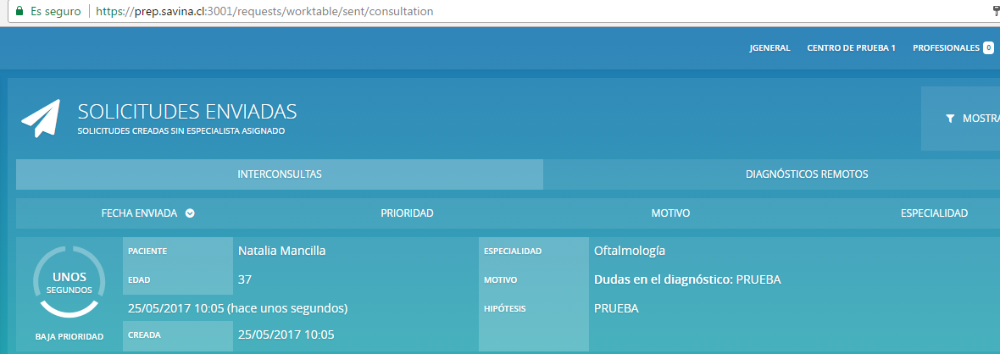 Es seguro https://prep.savina.cl:3001/requests/worktable/sent/consultation
JGENERAL CENTRO DE PRUEBA 1 PROFESIONALES 0
SOLICITUDES ENVIADAS
SOLICITUDES CREADAS SIN ESPECIALISTA ASIGNADO
MOSTRA
INTERCONSULTAS DIAGNÓSTICOS REMOTOS
FECHA ENVIADA PRIORIDAD MOTIVO ESPECIALIDAD
UNOS
SEGUNDOS
BAJA PRIORIDAD
PACIENTE Natalia Mancilla
EDAD 37
25/05/2017 10:05 (hace unos segundos)
CREADA 25/05/2017 10:05
ESPECIALIDAD Oftalmología
MOTIVO Dudas en el diagnóstico: PRUEBA
HIPÓTESIS PRUEBA